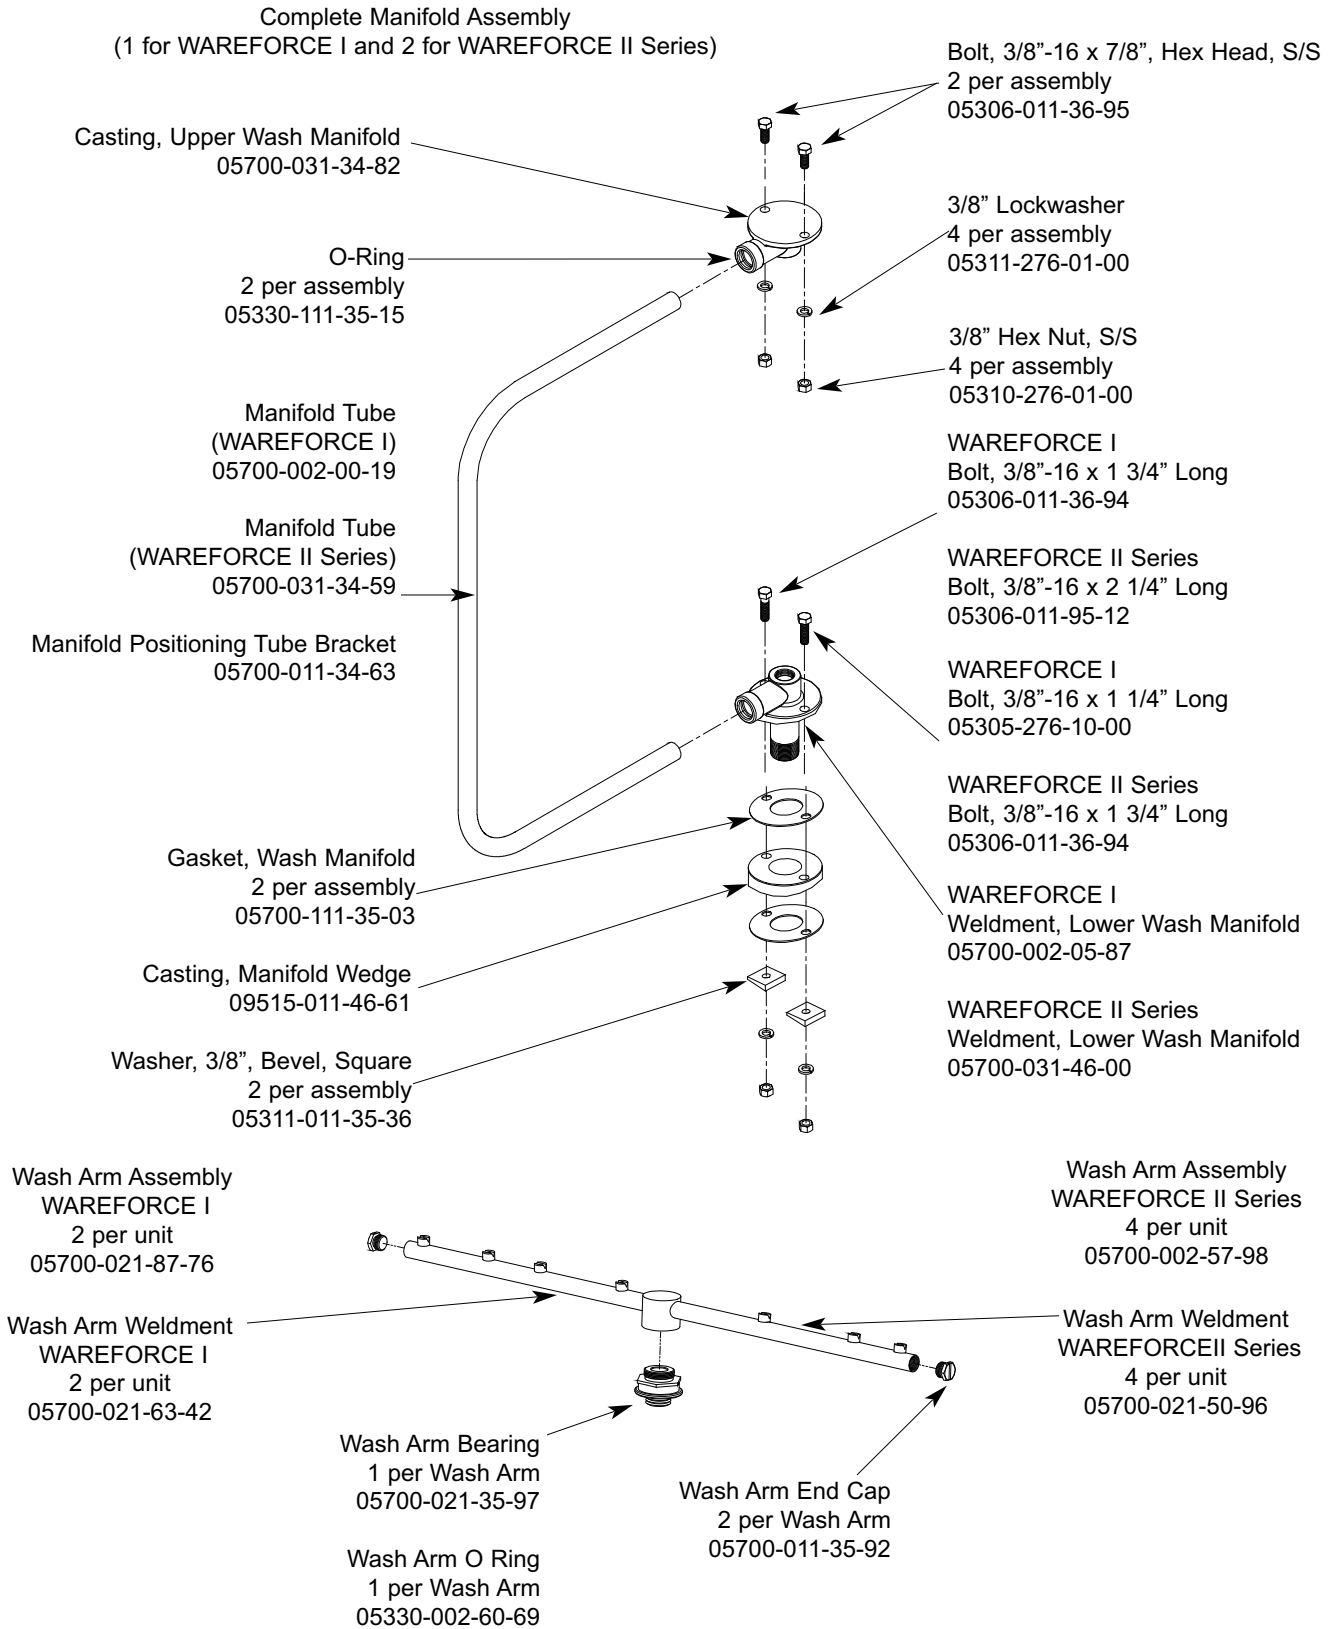 Complete Manifold Assembly
(1 for WAREFORCE I and 2 for WAREFORCE II Series)
Bolt, 3/8”-16 x 7/8”, Hex Head, S/S
2 per assembly
05306-011-36-95
Casting, Upper Wash Manifold
05700-031-34-82
3/8” Lockwasher
4 per assembly
05311-276-01-00
O-Ring
2 per assembly
05330-111-35-15
3/8” Hex Nut, S/S
4 per assembly
05310-276-01-00
Manifold Tube
(WAREFORCE I)
05700-002-00-19
WAREFORCE I
Bolt, 3/8”-16 x 1 3/4” Long
05306-011-36-94
Manifold Tube
(WAREFORCE II Series)
05700-031-34-59
WAREFORCE II Series
Bolt, 3/8”-16 x 2 1/4” Long
05306-011-95-12
Manifold Positioning Tube Bracket
05700-011-34-63
WAREFORCE I
Bolt, 3/8”-16 x 1 1/4” Long
05305-276-10-00
WAREFORCE II Series
Bolt, 3/8”-16 x 1 3/4” Long
05306-011-36-94
Gasket, Wash Manifold
2 per assembly
05700-111-35-03
WAREFORCE I
Weldment, Lower Wash Manifold
05700-002-05-87
Casting, Manifold Wedge
09515-011-46-61
WAREFORCE II Series
Weldment, Lower Wash Manifold
05700-031-46-00
Washer, 3/8”, Bevel, Square
2 per assembly
05311-011-35-36
Wash Arm Assembly
WAREFORCE I
2 per unit
05700-021-87-76
Wash Arm Assembly
WAREFORCE II Series
4 per unit
05700-002-57-98
Wash Arm Weldment
WAREFORCE I
2 per unit
05700-021-63-42
Wash Arm Weldment
WAREFORCEII Series
4 per unit
05700-021-50-96
Wash Arm Bearing
1 per Wash Arm
05700-021-35-97
Wash Arm End Cap
2 per Wash Arm
05700-011-35-92
Wash Arm O Ring
1 per Wash Arm
05330-002-60-69